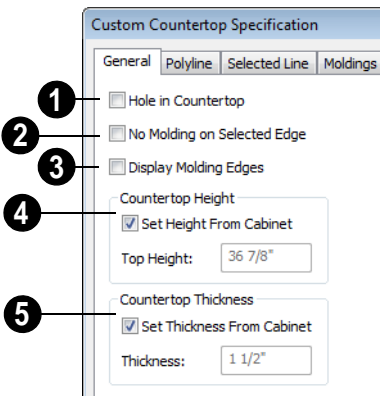 Custom Countertop Specification
General Polyline Selected Line Moldings
1 Hole in Countertop
2 No Molding on Selected Edge
3 Display Molding Edges
4 Countertop Height
Set Height From Cabinet
Top Height: 36 7/8"
Countertop Thickness
5 Set Thickness From Cabinet
Thickness: 1 1/2"